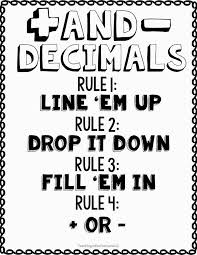 +AND-
DECIMALS
RULE 1:
LINE 'EM UP
RULE 2:
DROP IT DOWN
RULE 3:
FILL 'EM IN
RULE 4:
+ OR -